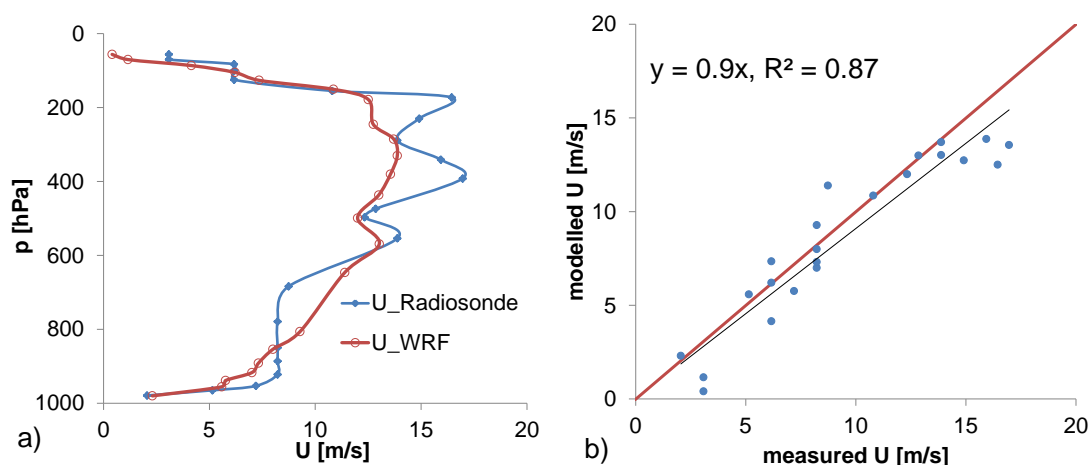 0
200
400
600
800
1000
p [hPa]
0 5 10 15 20
U [m/s]
U_Radiosonde
U_WRF
a)
20
15
10
5
0
modelled U [m/s]
y = 0.9x, R² = 0.87
0 5 10 15 20
measured U [m/s]
b)